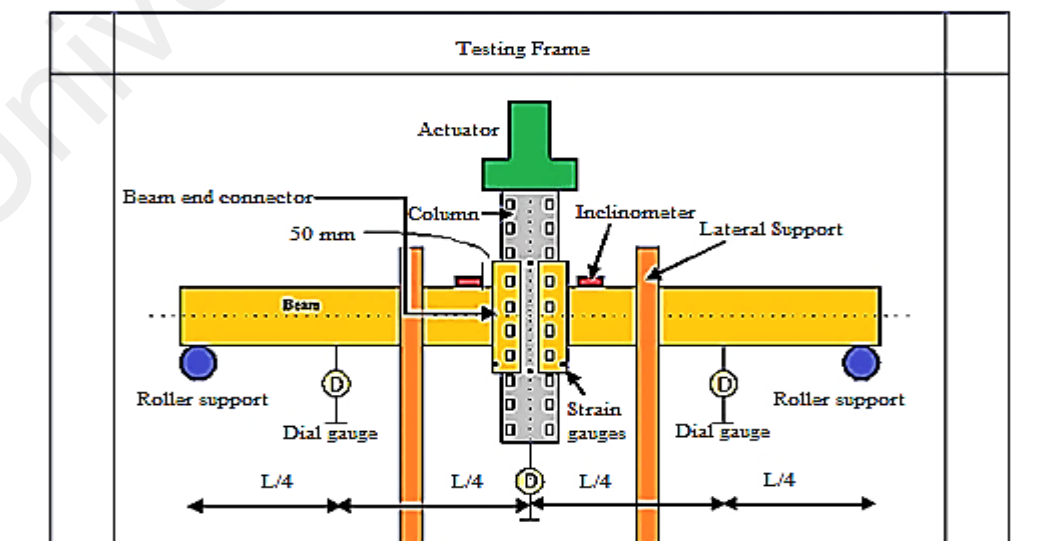 Univ
Testing Frame
Actuator
Beam end connector
Column
Inclinometer
50 mm
Lateral Support
Beam
D
D
Roller support
Roller support
Strain
gauges
Dial gauge
Dial gauge
L/4
L/4
D
L/4
L/4